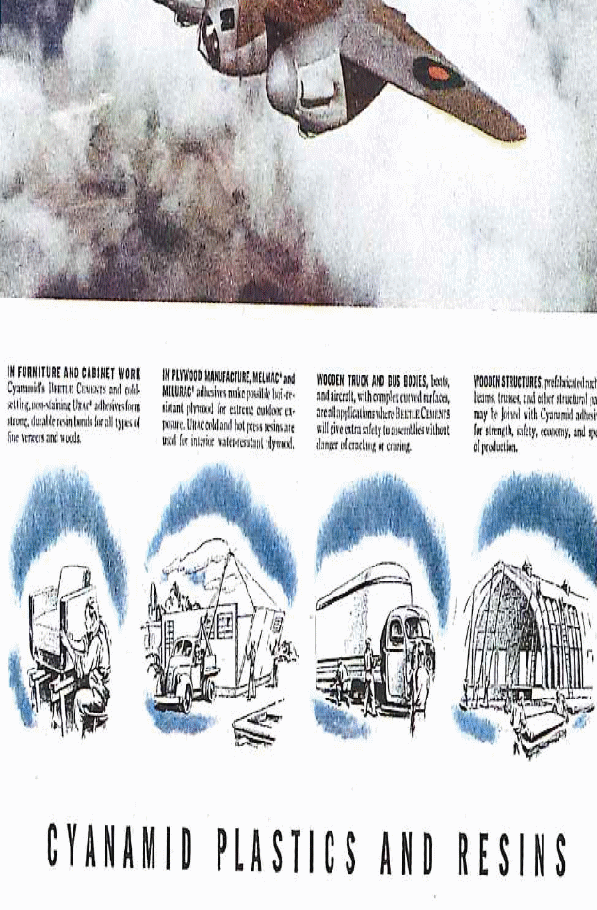 IN FURNITURE AND CABINET WORK
Cyanamid's BEETLE CEMENTS and cold-
setting, non-staining URAC* adhesives form
strong, durable resin bonds for all types of
fine veneers and woods.
IN PLYWOOD MANUFACTURE, MELMAC* and
MELURAC* adhesives make possible hot-re-
sistant plywood for extreme outdoor ex-
posure. Urac cold and hot press resins are
used for interior water-resistant plywood.
WOODEN TRUCK AND BUS BODIES, boats,
and aircraft, with complex curved surfaces,
are all applications where BEETLE CEMENTS
will give extra safety to assemblies without
danger of cracking or crazing.
WOODEN STRUCTURES, prefabricated
beams, trusses, and other structural
may be joined with Cyanamid
for strength, safety, economy, and
of production.
CYANAMID PLASTICS AND RESINS